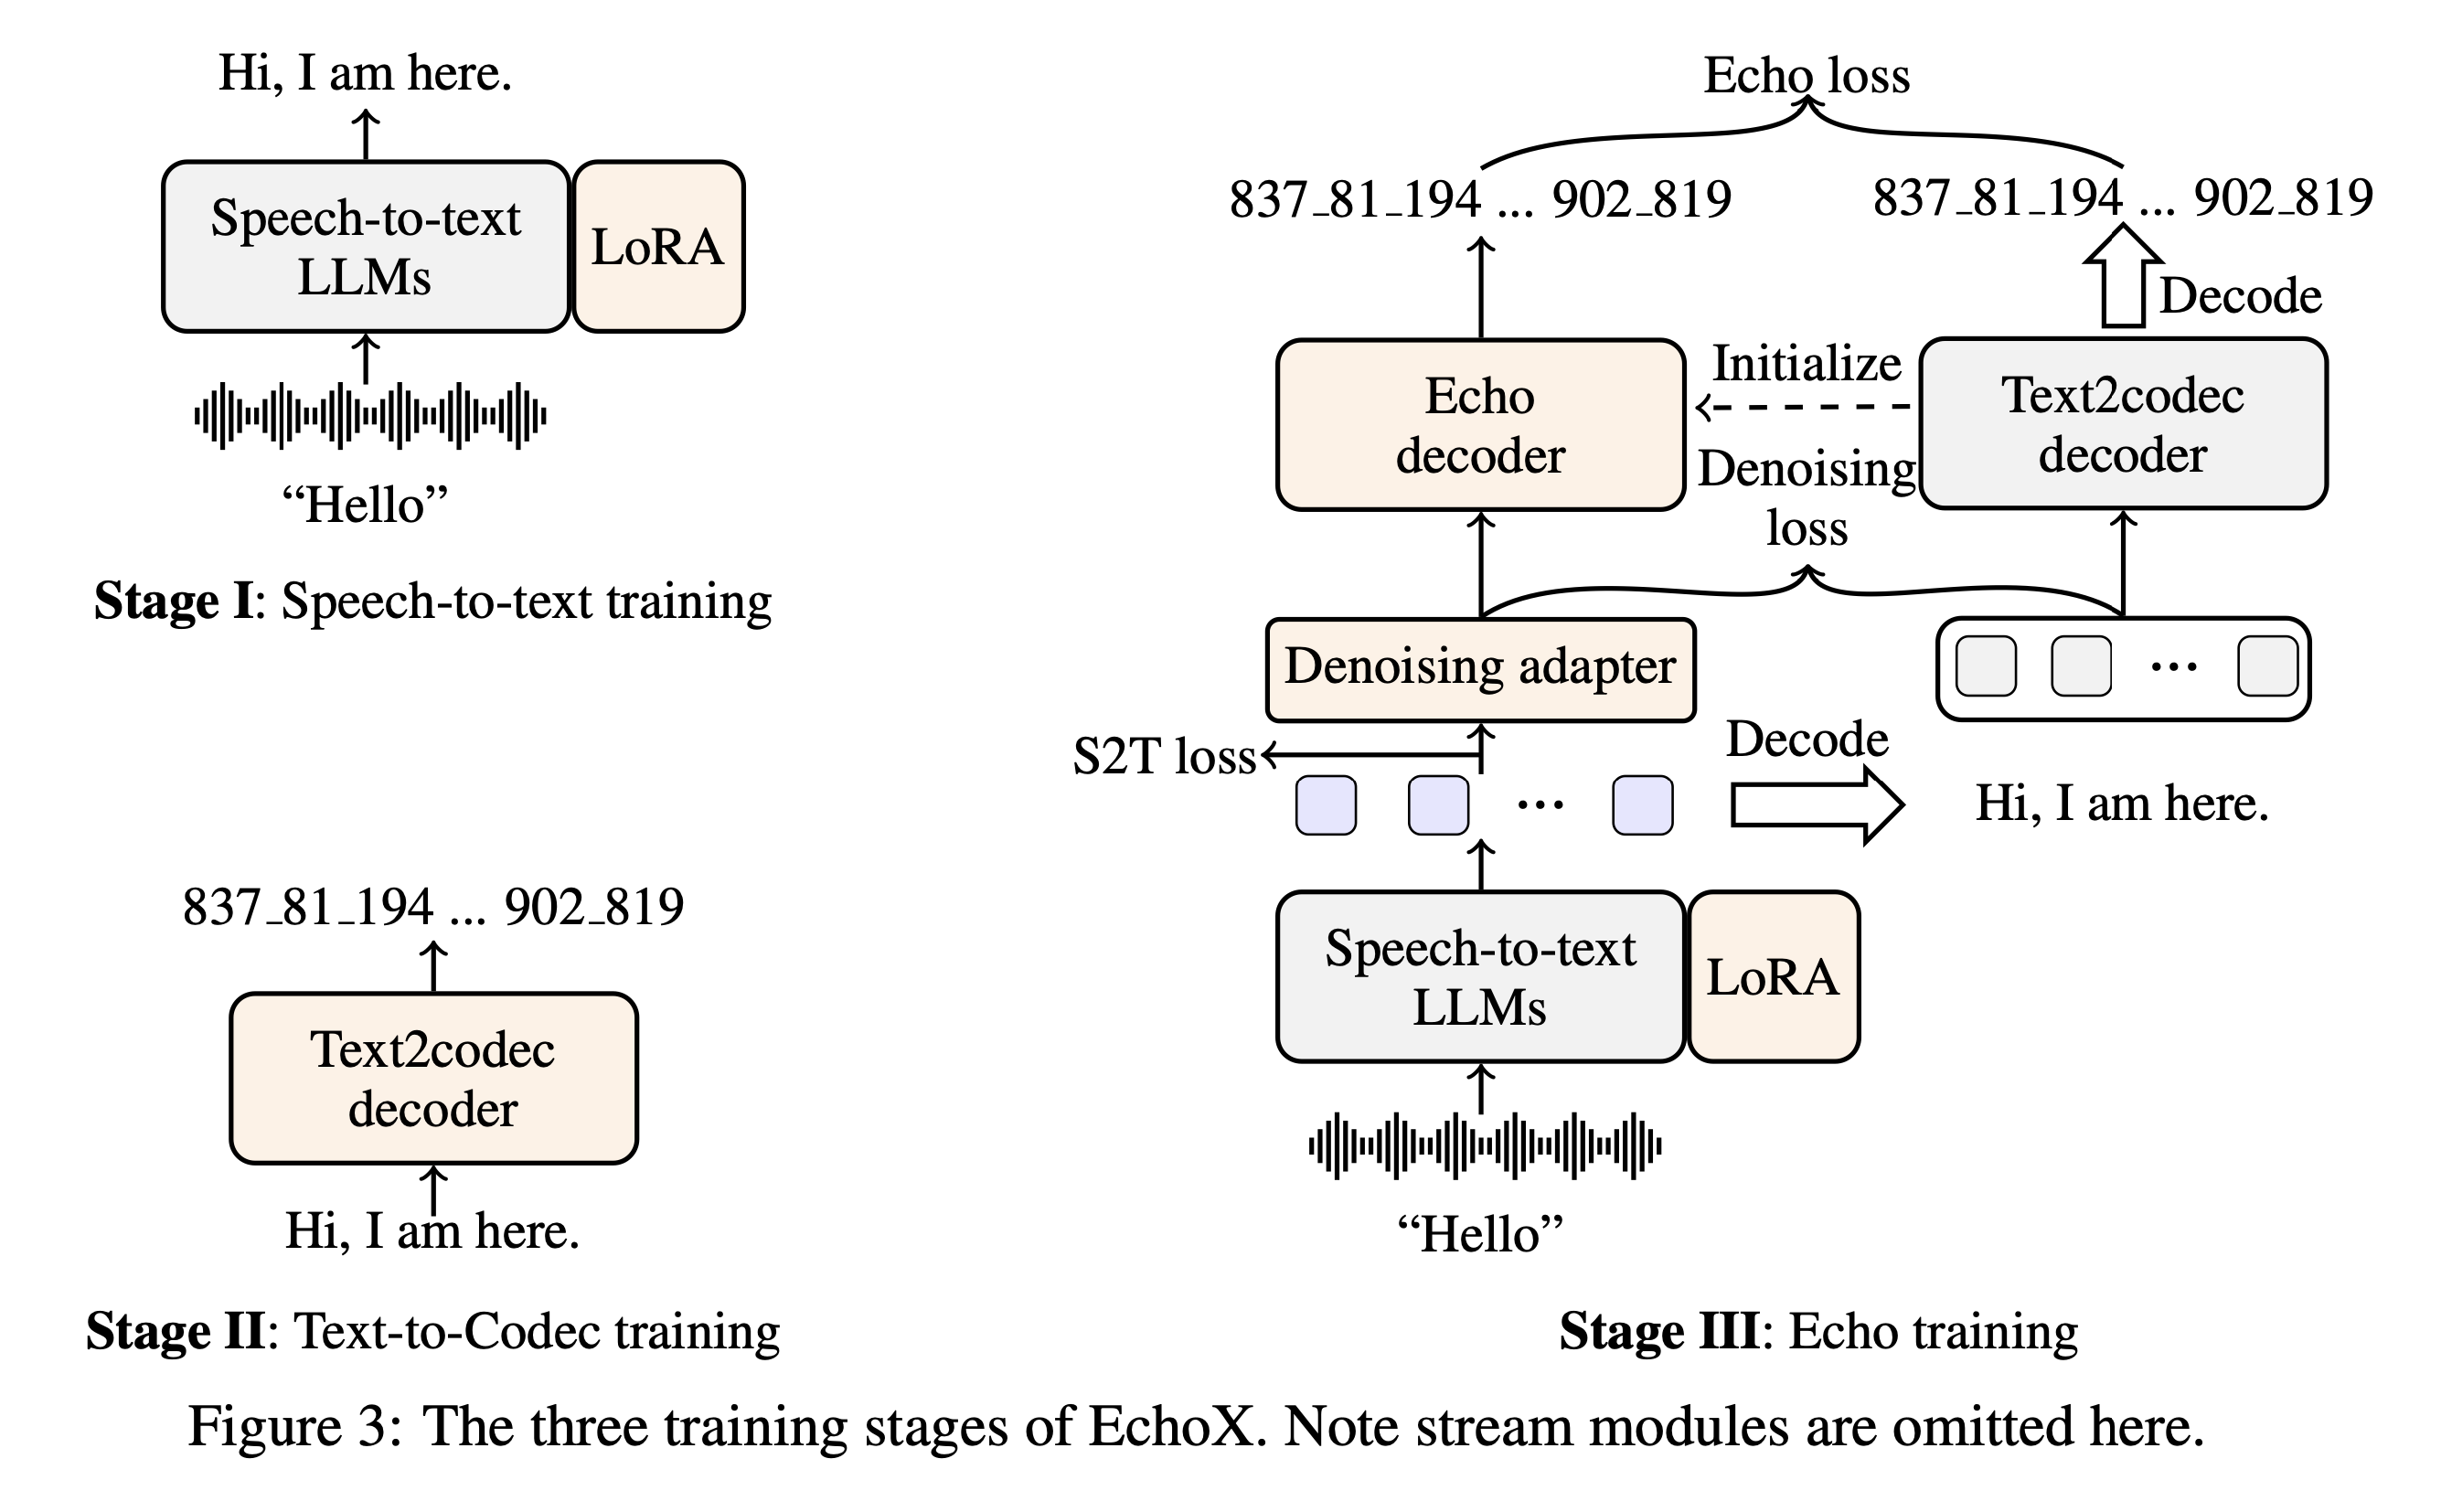 Hi, I am here.
Speech-to-text
LLMs
LoRA
“Hello”
Stage I: Speech-to-text training
837_81_194 ... 902_819
Text2codec
decoder
Hi, I am here.
Stage II: Text-to-Codec training
Echo loss
837_81_194 ... 902_819
837_81_194 ... 902_819
Decode
Echo
decoder
Initialize
Text2codec
decoder
Denoising
loss
Denoising adapter
...
S2T loss
Decode
...
Hi, I am here.
Speech-to-text
LLMs
LoRA
“Hello”
Stage III: Echo training
Figure 3: The three training stages of EchoX. Note stream modules are omitted here.